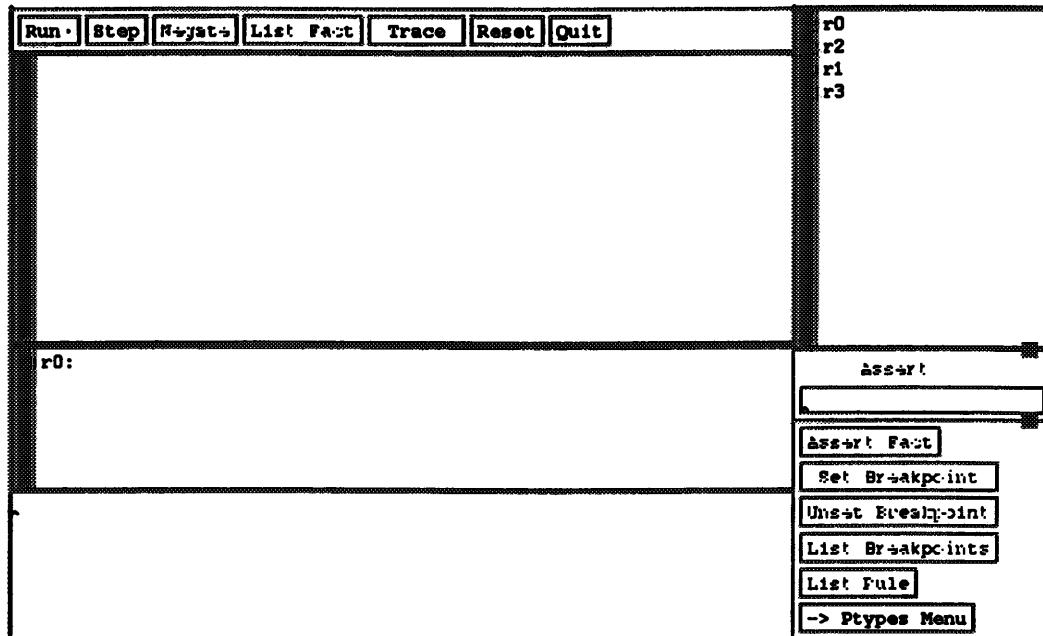 Run Step Negate List Fact Trace Reset Quit
r0
r2
r1
r3
r0:
Assert
Assert Fact
Set Breakpoint
Unset Breakpoint
List Breakpoints
List Rule
-> Ptypes Menu